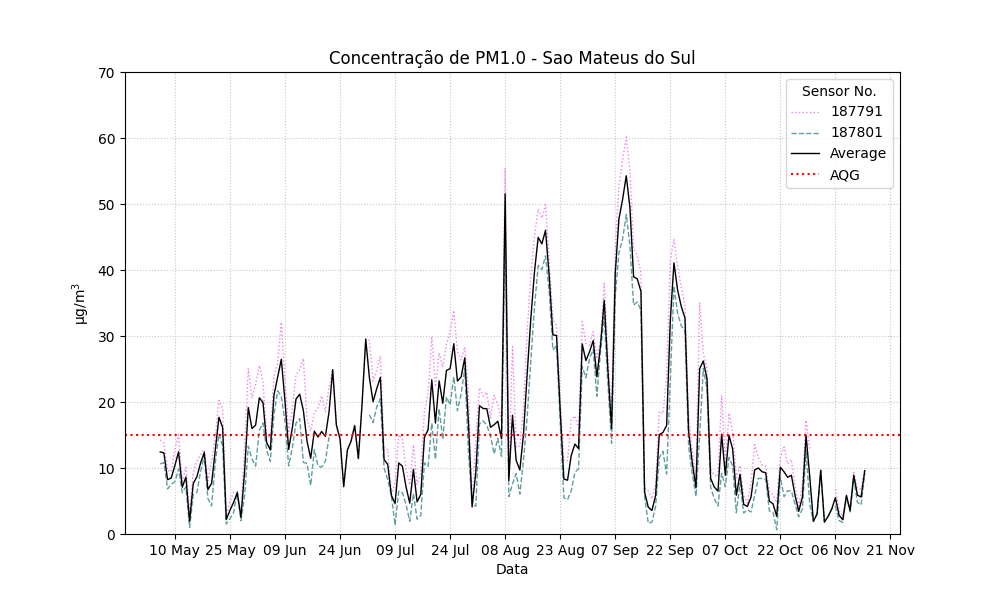 Concentração de PM1.0 - Sao Mateus do Sul
70
60
50
40
30
20
10
0
µg/m³
Sensor No.
187791
187801
Average
AQG
10 May 25 May 09 Jun 24 Jun 09 Jul 24 Jul 08 Aug 23 Aug 07 Sep 22 Sep 07 Oct 22 Oct 06 Nov 21 Nov
Data